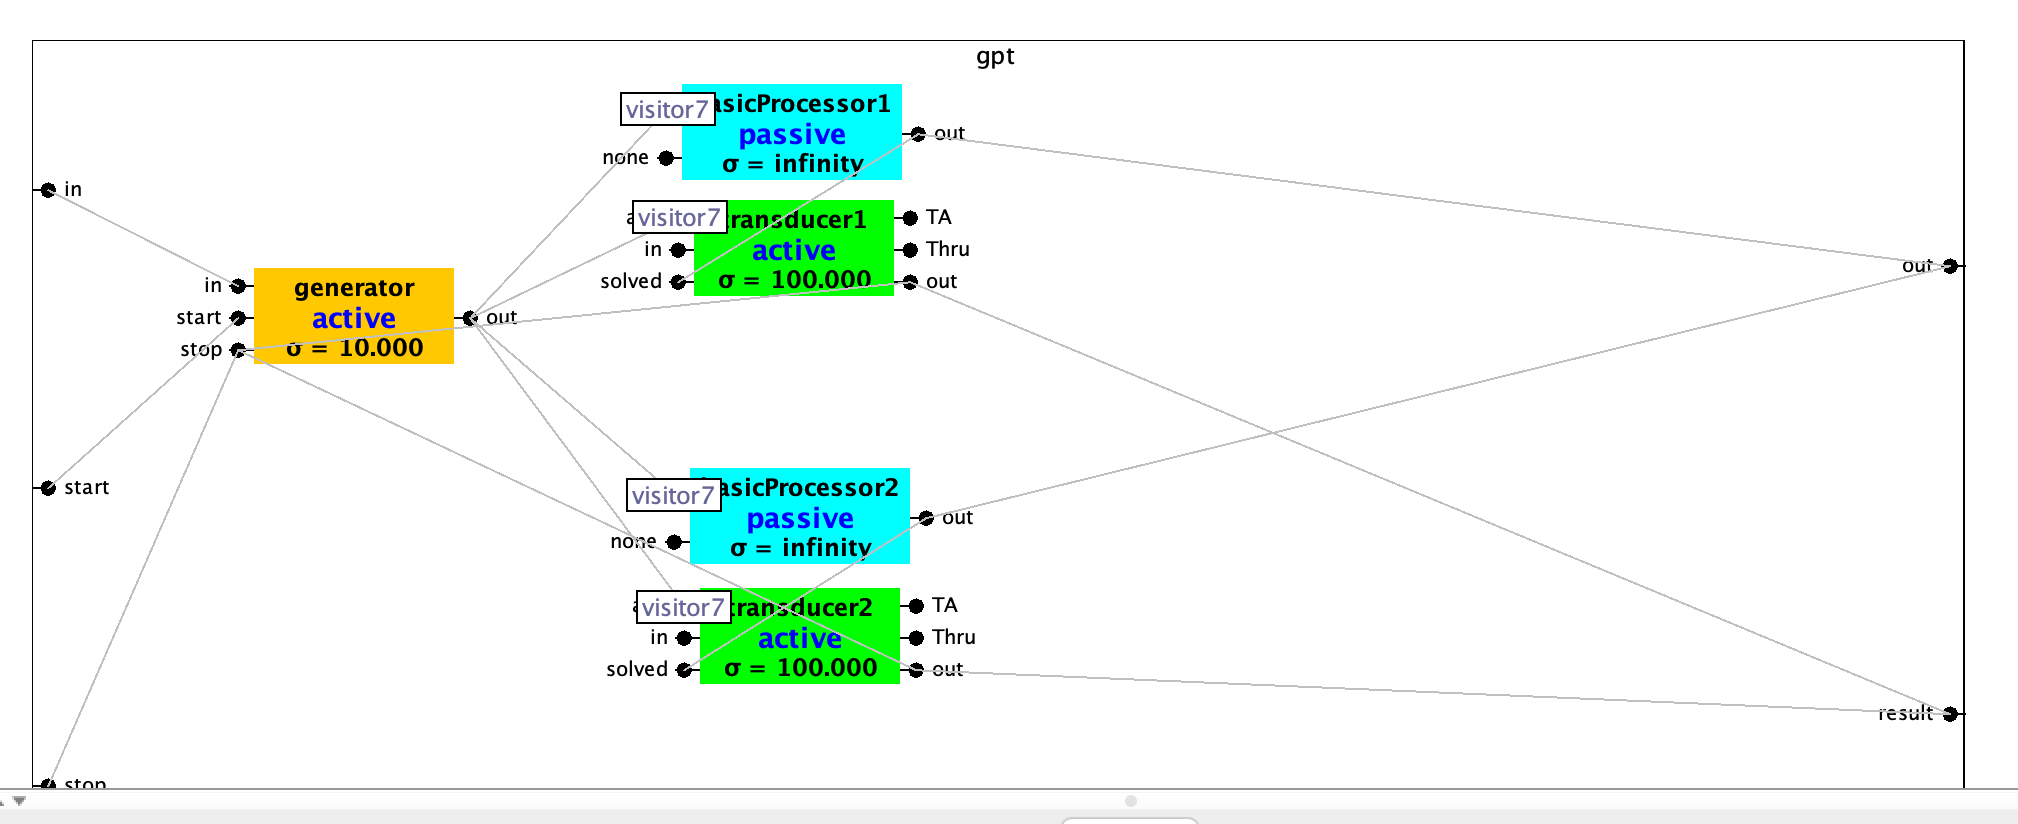 gpt
visitor7
asicProcessor1
passive
σ = infinity
none
out
visitor7
transducer1
active
σ = 100.000
in
solved
TA
Thru
out
in
in
start
stop
generator
active
σ = 10.000
out
out
start
visitor7
asicProcessor2
passive
σ = infinity
none
out
visitor7
transducer2
active
σ = 100.000
in
solved
TA
Thru
out
result
stop